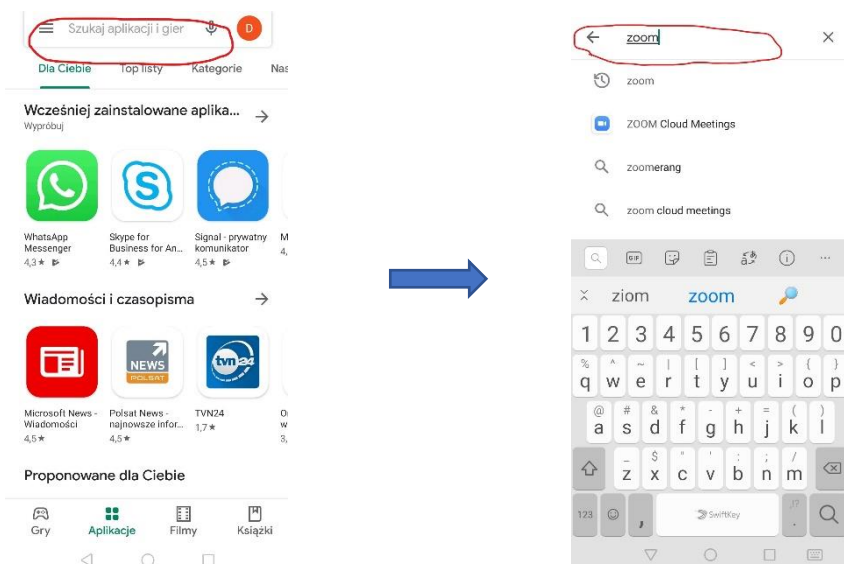 Szukaj aplikacji i gier
D
Dla Ciebie Top listy Kategorie Nas
Wcześniej zainstalowane aplika...
Wypróbuj
WhatsApp Messenger
4,3★
Skype for Business for An...
4,4★
Signal - prywatny komunikator
4,5★
M
4,
Wiadomości i czasopisma
NEWS
POLSAT
tvn24
Microsoft News - Wiadomości
4,5★
Polsat News - najnowsze infor...
4,5★
TVN24
1,7★
O
w
3,
Proponowane dla Ciebie
Gry Aplikacje Filmy Książki
zoom
zoom
ZOOM Cloud Meetings
zoomerang
zoom cloud meetings
GIF
ziom zoom
1 2 3 4 5 6 7 8 9 0
% ^ ~ | [ ] < > { }
q w e r t y u i o p
@ # & * - + = ( )
a s d f g h j k l
_ $ " ' : ; /
z x c v b n m
123 , SwiftKey ,!? .